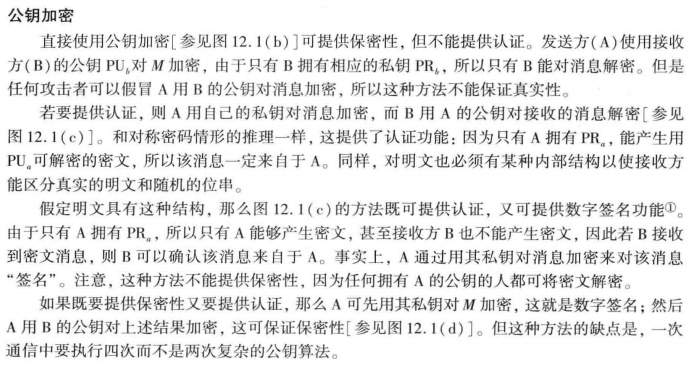 公钥加密
直接使用公钥加密[参见图 12.1(b)]可提供保密性，但不能提供认证。发送方(A)使用接收
方(B)的公钥 PU_b对 M 加密，由于只有 B 拥有相应的私钥 PR_b，所以只有 B 能对消息解密。但是
任何攻击者可以假冒 A 用 B 的公钥对消息加密，所以这种方法不能保证真实性。
若要提供认证，则 A 用自己的私钥对消息加密，而 B 用 A 的公钥对接收的消息解密[参见
图 12.1(c)]。和对称密码情形的推理一样，这提供了认证功能：因为只有 A 拥有 PR_a，能产生用
PU_a可解密的密文，所以该消息一定来自于 A。同样，对明文也必须有某种内部结构以使接收方
能区分真实的明文和随机的位串。
假定明文具有这种结构，那么图 12.1(c)的方法既可提供认证，又可提供数字签名功能①。
由于只有 A 拥有 PR_a，所以只有 A 能够产生密文，甚至接收方 B 也不能产生密文，因此若 B 接收
到密文消息，则 B 可以确认该消息来自于 A。事实上，A 通过用其私钥对消息加密来对该消息
“签名”。注意，这种方法不能提供保密性，因为任何拥有 A 的公钥的人都可将密文解密。
如果既要提供保密性又要提供认证，那么 A 可先用其私钥对 M 加密，这就是数字签名；然后
A 用 B 的公钥对上述结果加密，这可保证保密性[参见图 12.1(d)]。但这种方法的缺点是，一次
通信中要执行四次而不是两次复杂的公钥算法。